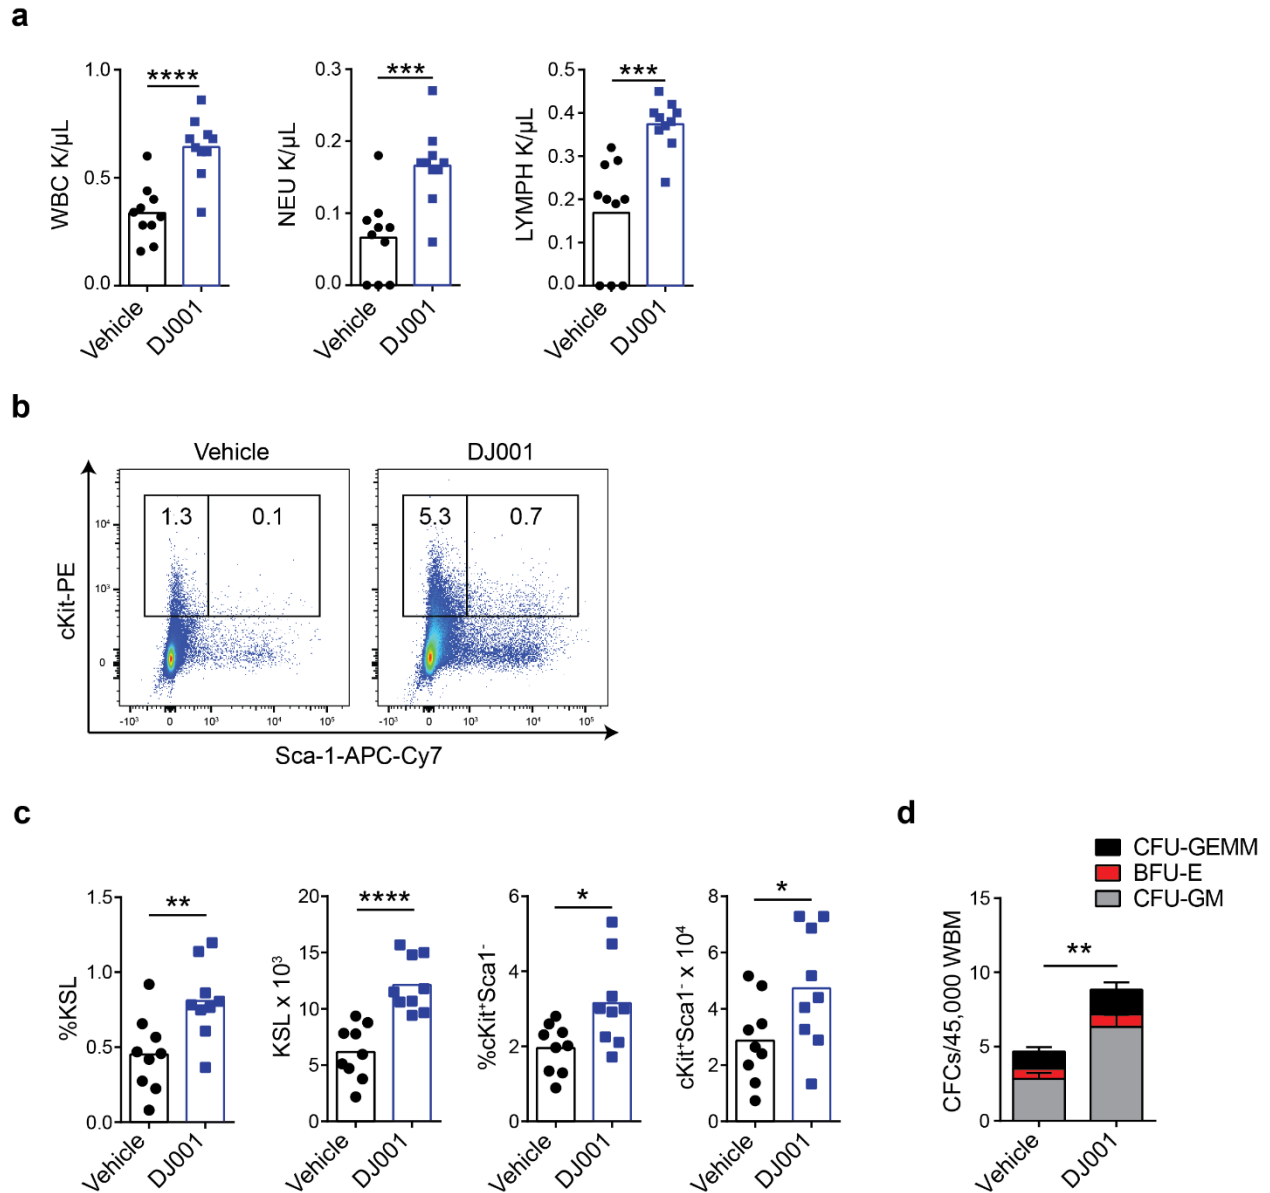 a
WBC K/µL
1.0
0.5
0.0
****
Vehicle
DJ001
NEU K/µL
0.3
0.2
0.1
0.0
***
Vehicle
DJ001
LYMPH K/µL
0.5
0.4
0.3
0.2
0.1
0.0
***
Vehicle
DJ001
b
Vehicle
DJ001
cKit-PE
10⁴
10³
0
1.3
0.1
5.3
0.7
-10³
0
10³
10⁴
10⁵
-10³
0
10³
10⁴
10⁵
Sca-1-APC-Cy7
c
%KSL
1.5
1.0
0.5
0.0
**
Vehicle
DJ001
KSL x 10³
20
15
10
5
0
****
Vehicle
DJ001
%cKit⁺Sca1⁻
6
4
2
0
*
Vehicle
DJ001
cKit⁺Sca1⁻ x 10⁴
8
6
4
2
0
*
Vehicle
DJ001
d
CFU-GEMM
BFU-E
CFU-GM
CFCs/45,000 WBM
15
10
5
0
**
Vehicle
DJ001